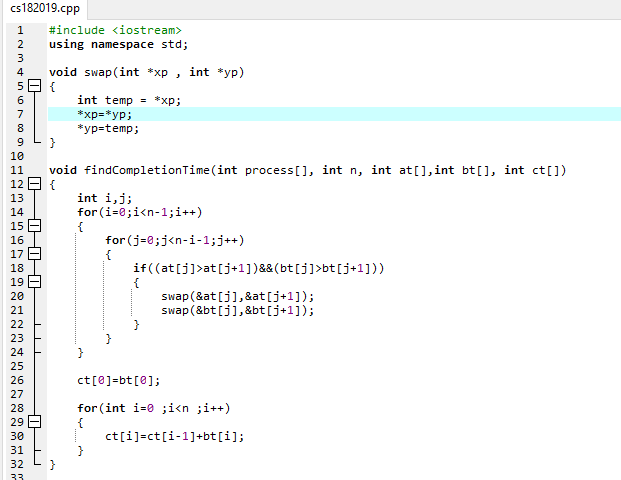 cs182019.cpp
1 #include <iostream>
2 using namespace std;
3
4 void swap(int *xp , int *yp)
5 {
6 int temp = *xp;
7 *xp=*yp;
8 *yp=temp;
9 }
10
11 void findCompletionTime(int process[], int n, int at[],int bt[], int ct[])
12 {
13 int i,j;
14 for(i=0;i<n-1;i++)
15 {
16 for(j=0;j<n-i-1;j++)
17 {
18 if((at[j]>at[j+1])&&(bt[j]>bt[j+1]))
19 {
20 swap(&at[j],&at[j+1]);
21 swap(&bt[j],&bt[j+1]);
22 }
23 }
24 }
25
26 ct[0]=bt[0];
27
28 for(int i=0 ;i<n ;i++)
29 {
30 ct[i]=ct[i-1]+bt[i];
31 }
32 }
33